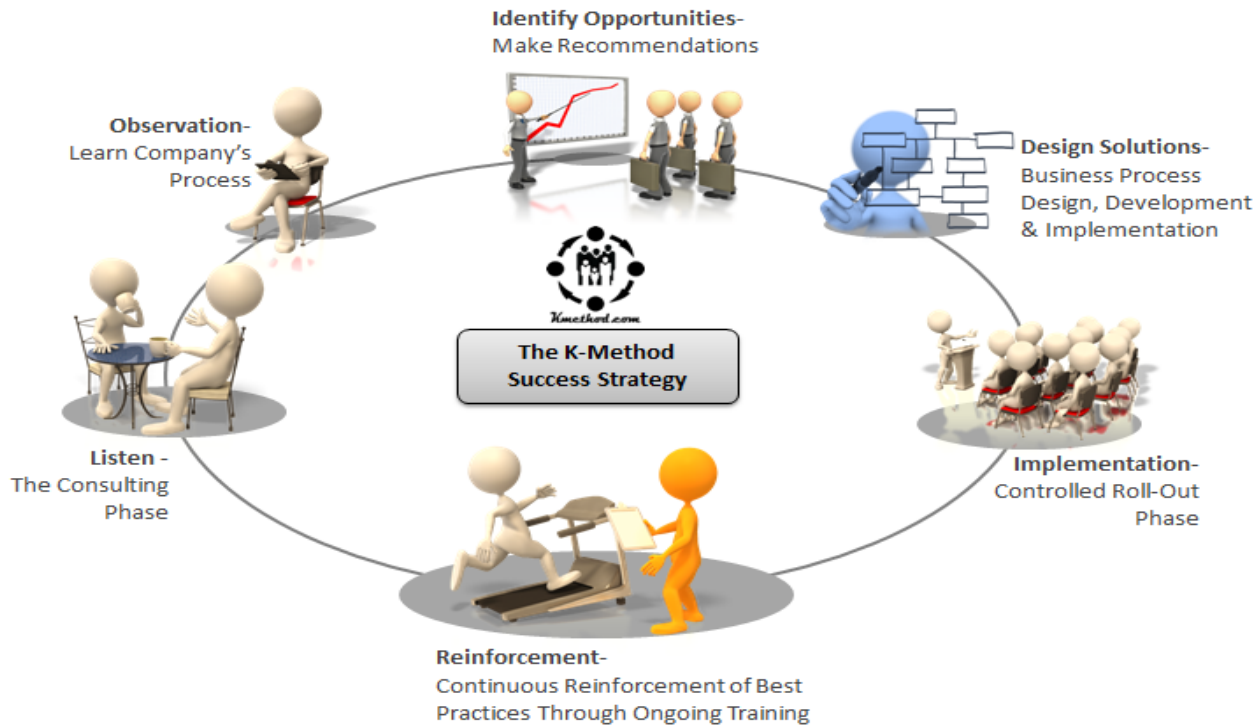 Identify Opportunities-
Make Recommendations
Observation-
Learn Company's
Process
Design Solutions-
Business Process
Design, Development
& Implementation
Kmethod.com
The K-Method
Success Strategy
Listen -
The Consulting
Phase
Implementation-
Controlled Roll-Out
Phase
Reinforcement-
Continuous Reinforcement of Best
Practices Through Ongoing Training